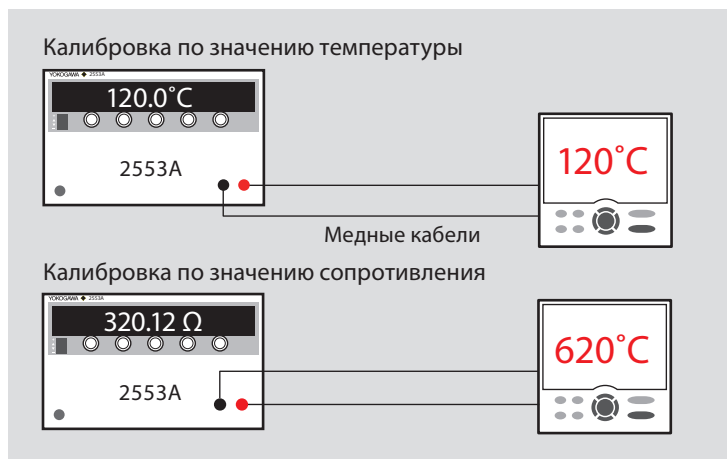 Калибровка по значению температуры
YOKOGAWA ◆ 2553A
120.0˚C
2553A
120˚C
Медные кабели
Калибровка по значению сопротивления
YOKOGAWA ◆ 2553A
320.12 Ω
2553A
620˚C